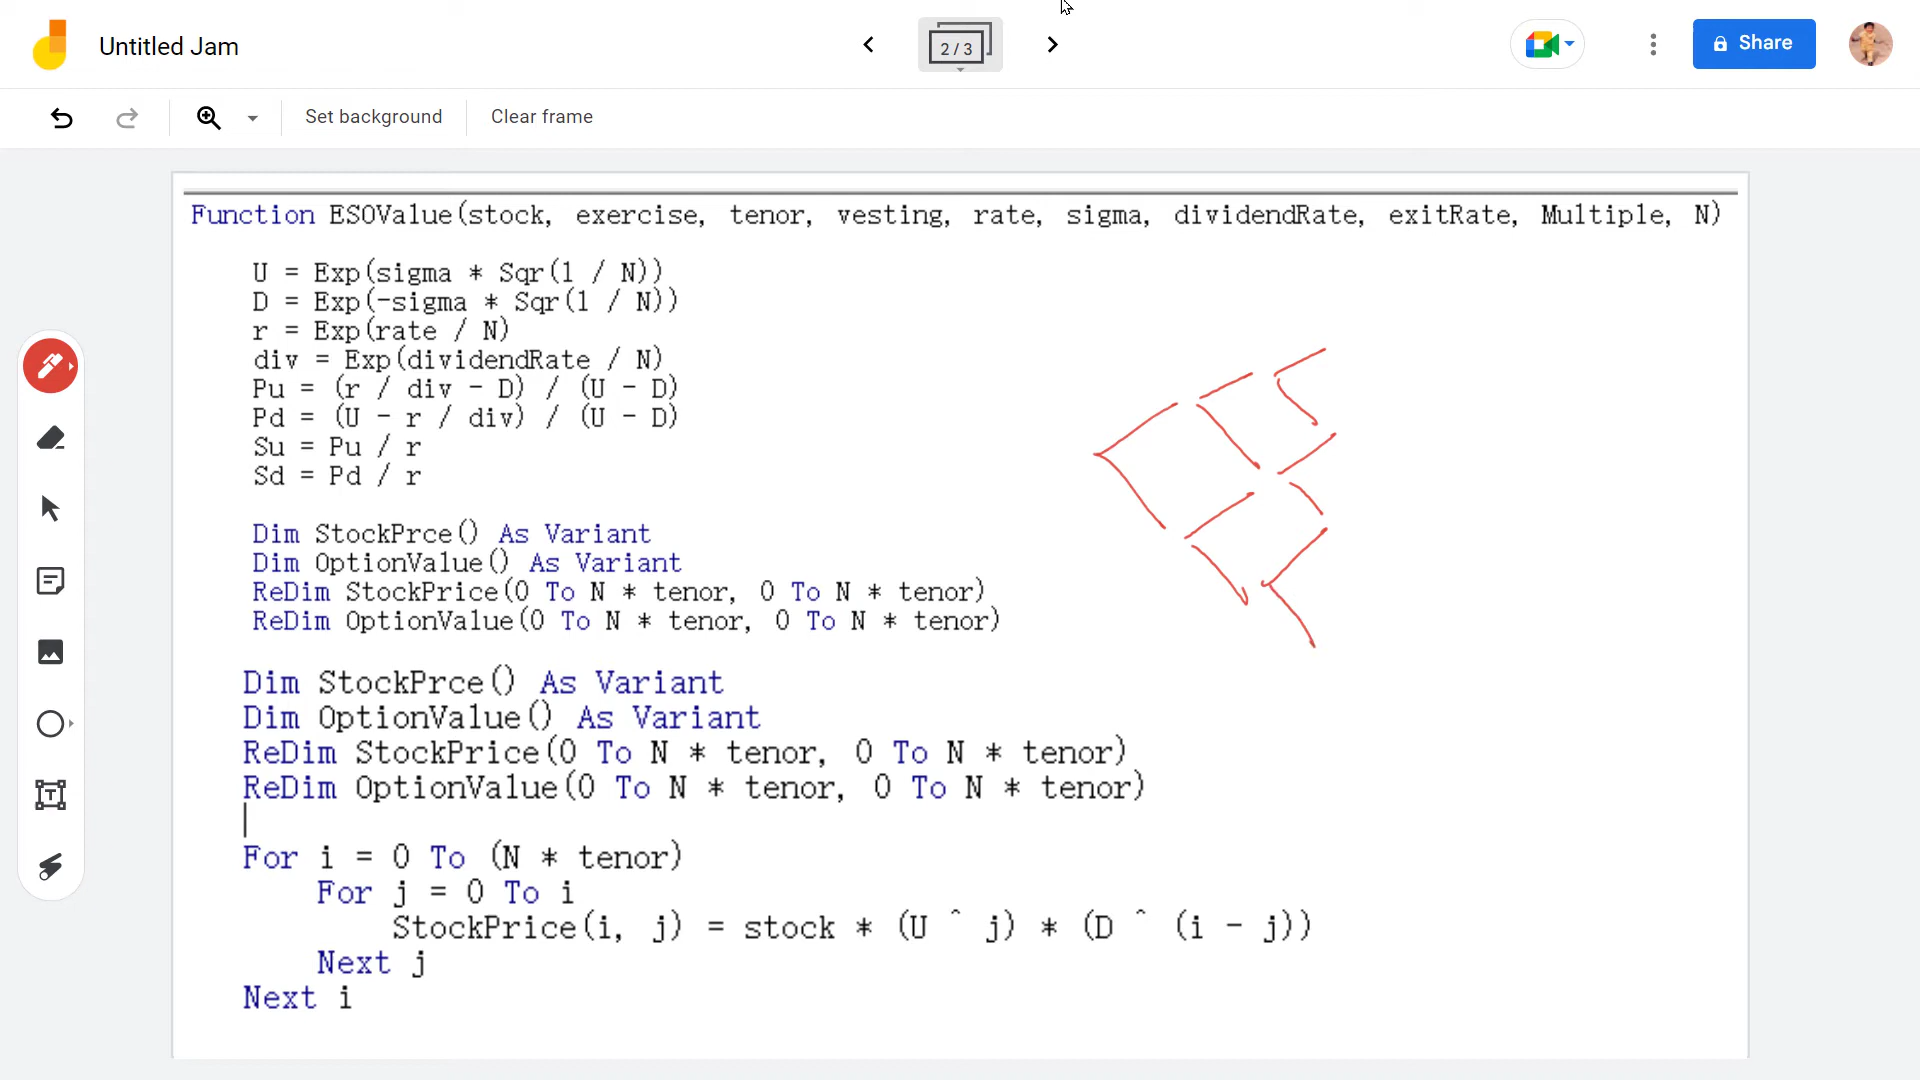 Untitled Jam
2 / 3
Share
Set background
Clear frame
Function ESOValue(stock, exercise, tenor, vesting, rate, sigma, dividendRate, exitRate, Multiple, N)
U = Exp(sigma * Sqr(1 / N))
D = Exp(-sigma * Sqr(1 / N))
r = Exp(rate / N)
div = Exp(dividendRate / N)
Pu = (r / div - D) / (U - D)
Pd = (U - r / div) / (U - D)
Su = Pu / r
Sd = Pd / r
Dim StockPrce() As Variant
Dim OptionValue() As Variant
ReDim StockPrice(0 To N * tenor, 0 To N * tenor)
ReDim OptionValue(0 To N * tenor, 0 To N * tenor)
Dim StockPrce() As Variant
Dim OptionValue() As Variant
ReDim StockPrice(0 To N * tenor, 0 To N * tenor)
ReDim OptionValue(0 To N * tenor, 0 To N * tenor)
For i = 0 To (N * tenor)
For j = 0 To i
StockPrice(i, j) = stock * (U ^ j) * (D ^ (i - j))
Next j
Next i